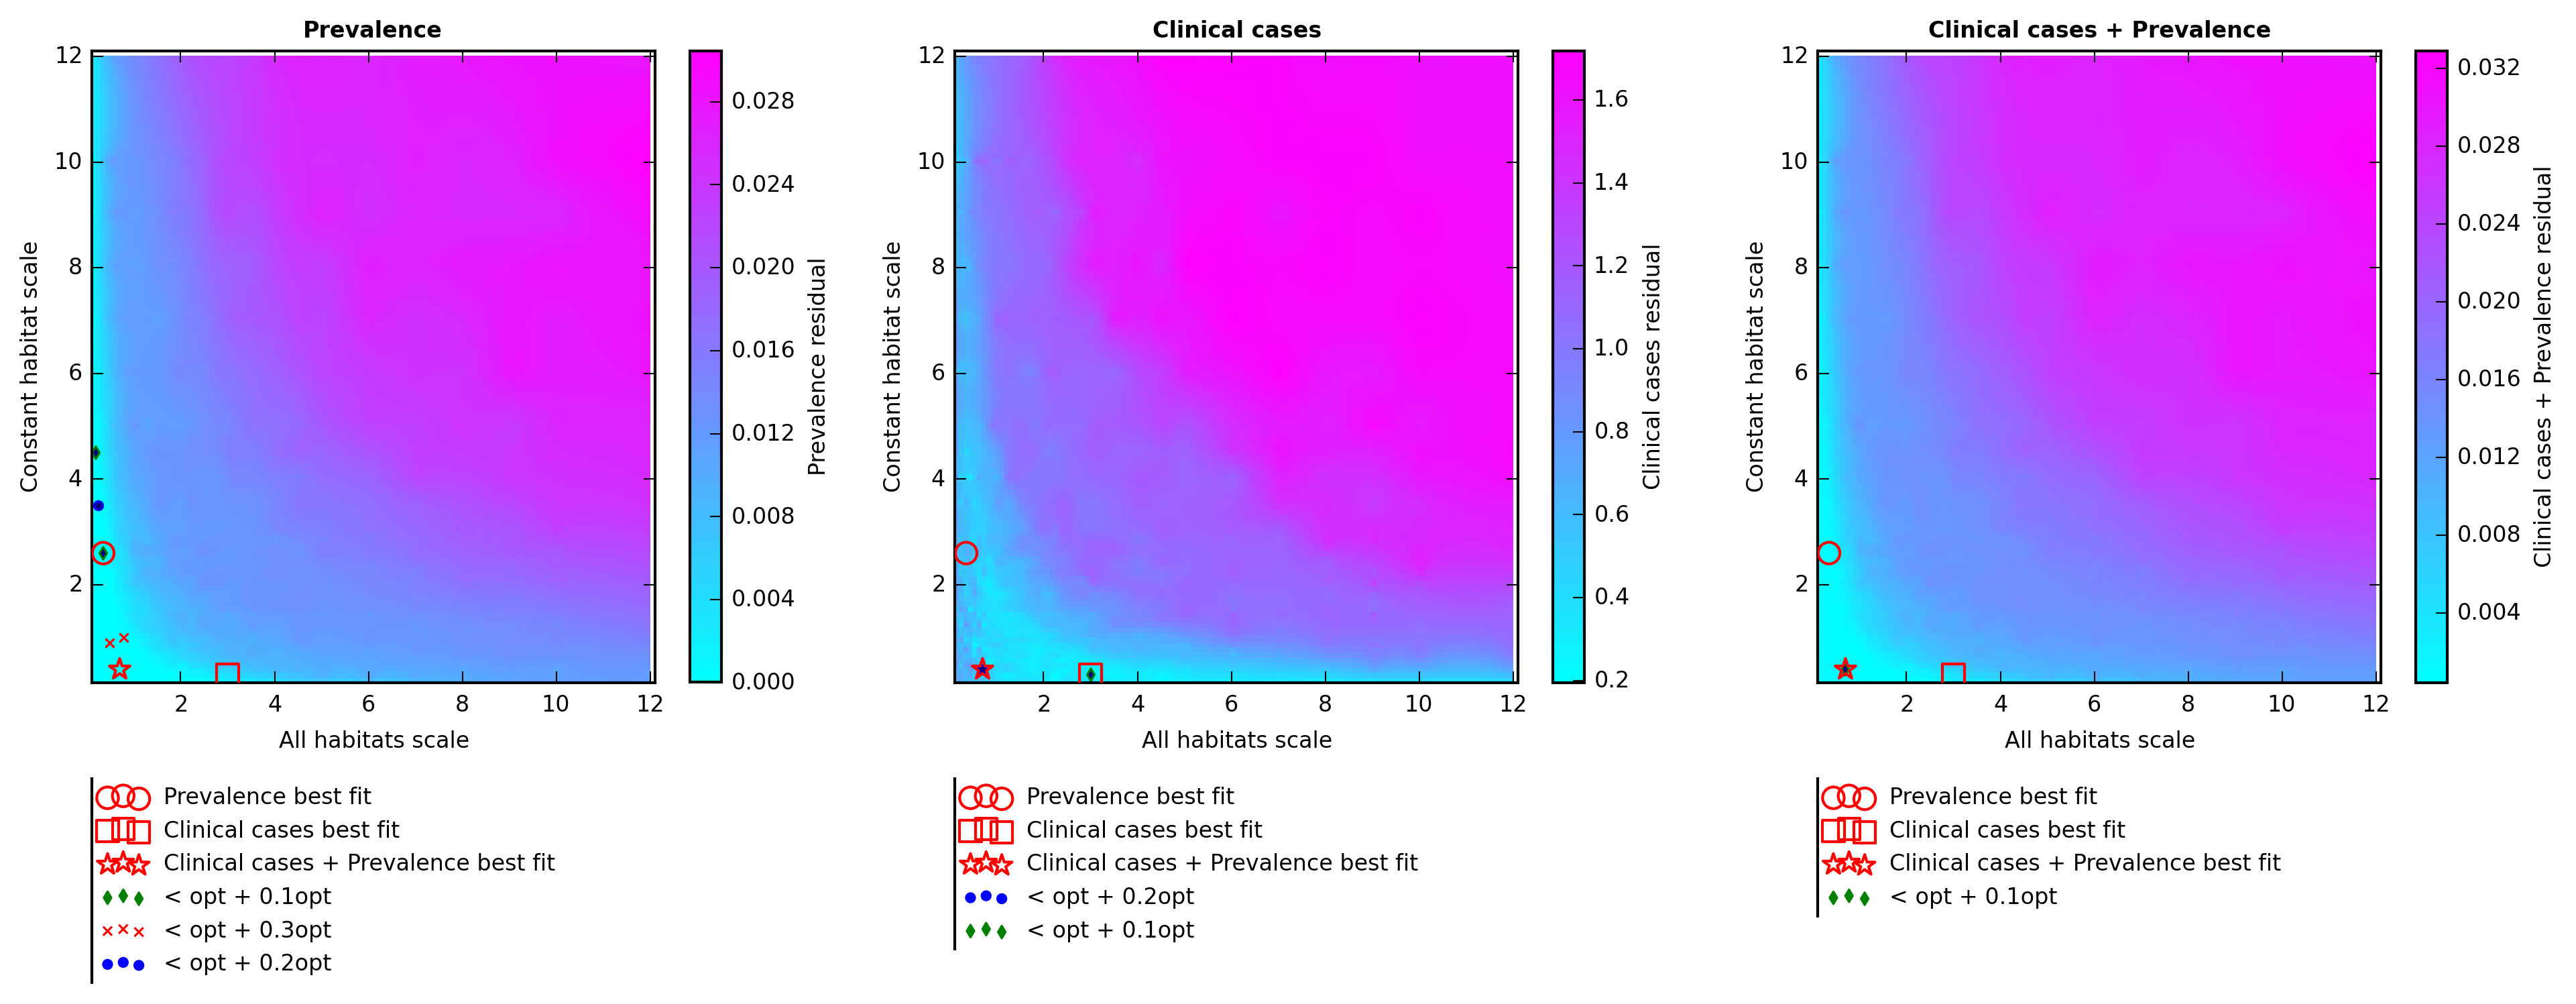 Prevalence
12
10
8
6
4
2
2 4 6 8 10 12
Constant habitat scale
All habitats scale
0.028
0.024
0.020
0.016
0.012
0.008
0.004
0.000
Prevalence residual
Prevalence best fit
Clinical cases best fit
Clinical cases + Prevalence best fit
< opt + 0.1opt
< opt + 0.3opt
< opt + 0.2opt
Clinical cases
12
10
8
6
4
2
2 4 6 8 10 12
Constant habitat scale
All habitats scale
1.6
1.4
1.2
1.0
0.8
0.6
0.4
0.2
Clinical cases residual
Prevalence best fit
Clinical cases best fit
Clinical cases + Prevalence best fit
< opt + 0.2opt
< opt + 0.1opt
Clinical cases + Prevalence
12
10
8
6
4
2
2 4 6 8 10 12
Constant habitat scale
All habitats scale
0.032
0.028
0.024
0.020
0.016
0.012
0.008
0.004
Clinical cases + Prevalence residual
Prevalence best fit
Clinical cases best fit
Clinical cases + Prevalence best fit
< opt + 0.1opt